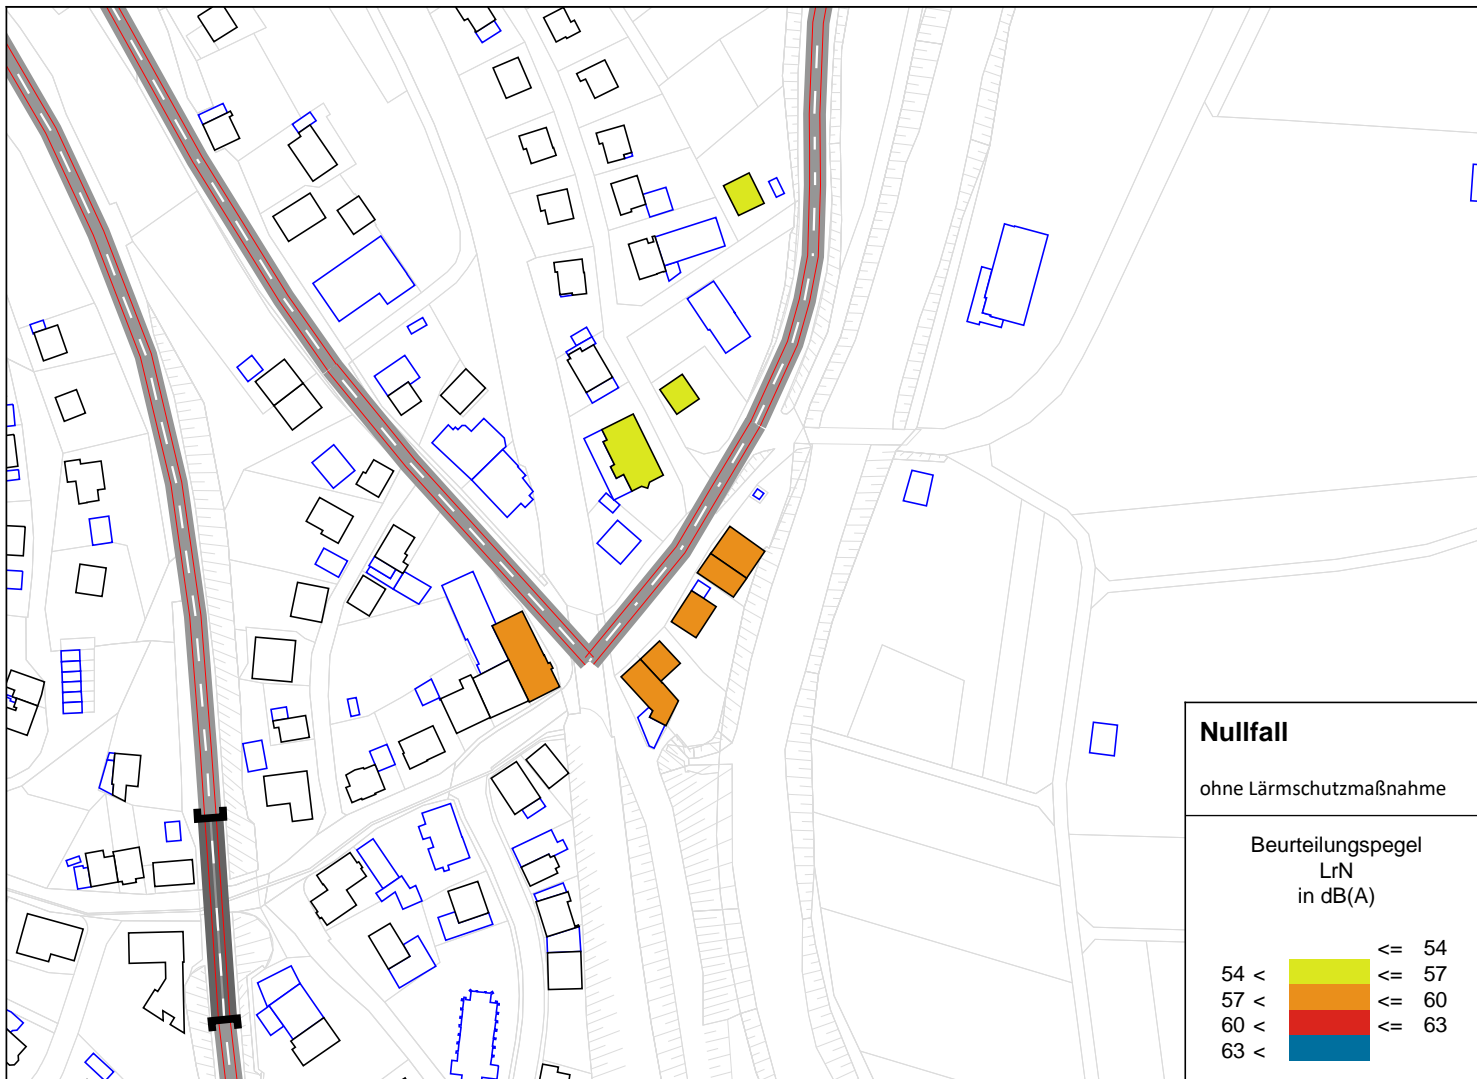 Nullfall
ohne Lärmschutzmaßnahme
Beurteilungspegel
LrN
in dB(A)
<= 54
54 < <= 57
57 < <= 60
60 < <= 63
63 <